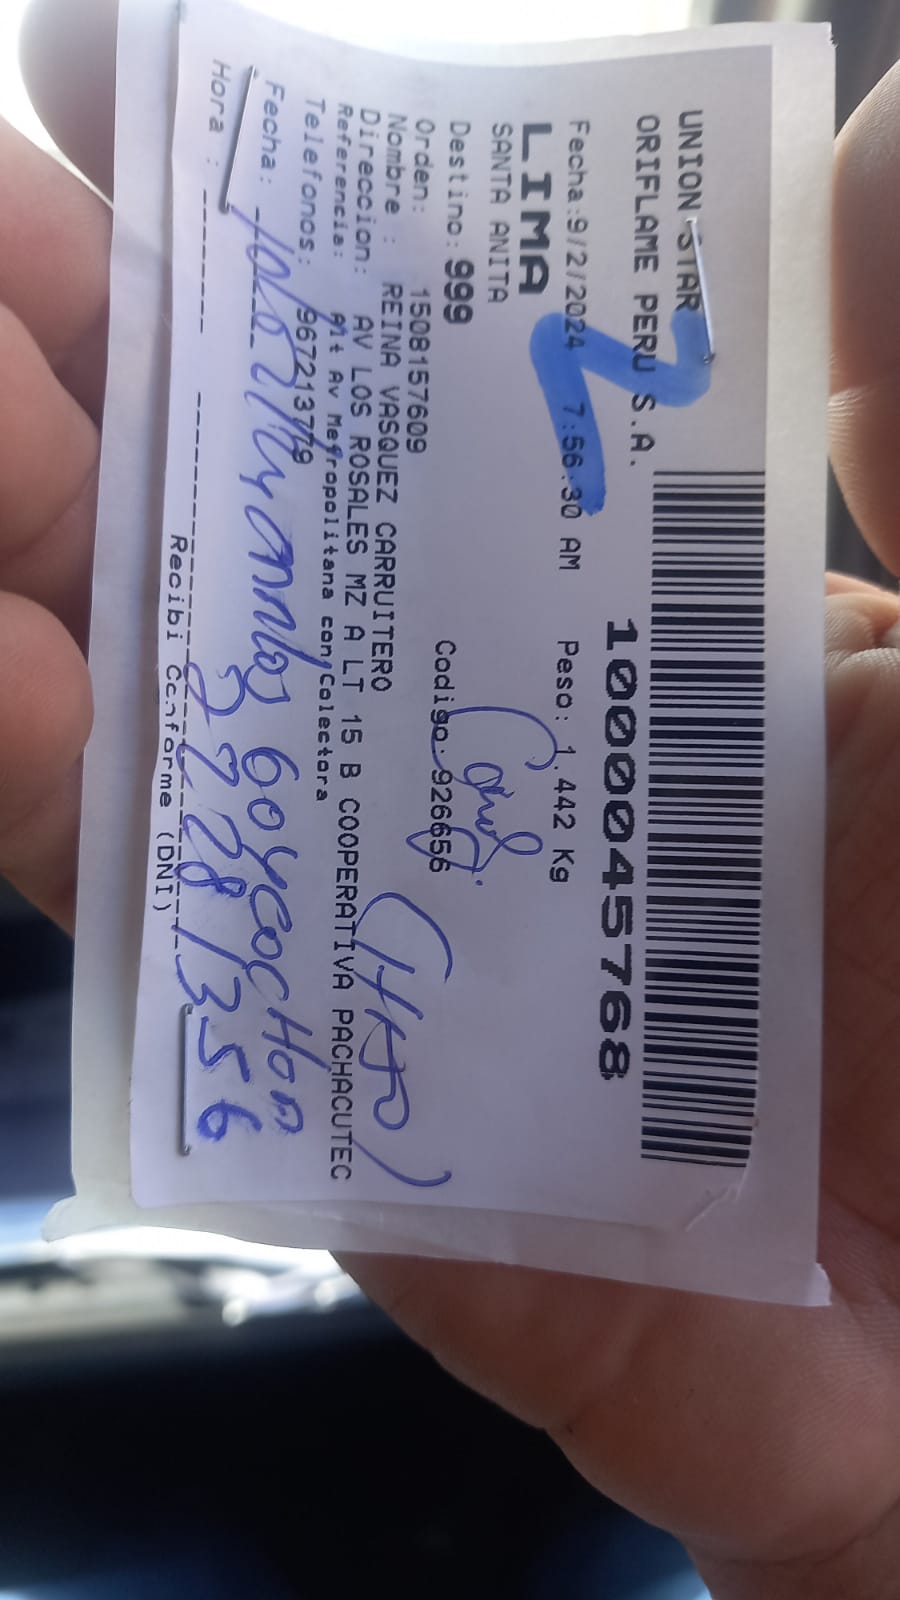 UNION STAR
ORIFLAME PERU S.A.
1000045768
Fecha:9/2/2024 7:56:30 AM Peso: 1.442 Kg
LIMA
SANTA ANITA
Destino: 999
Orden: 1508157609 Codigo: 926656
Nombre : REINA VASQUEZ CARRUITERO
Direccion: AV LOS ROSALES MZ A LT 15 B COOPERATIVA PACHACUTEC
Referencia: Alt Av Metropolitana con Colectora
Telefonos: 967213779
Fecha:
Hora :
Recibi Conforme (DNI)